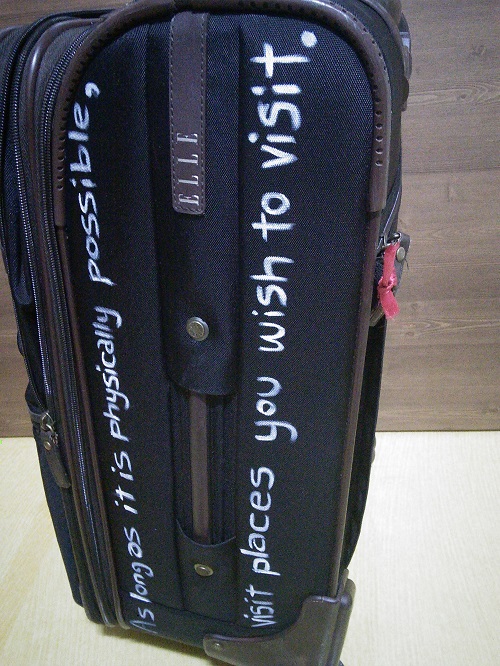 As long as it is physically possible,
ELLE
visit places you wish to visit.